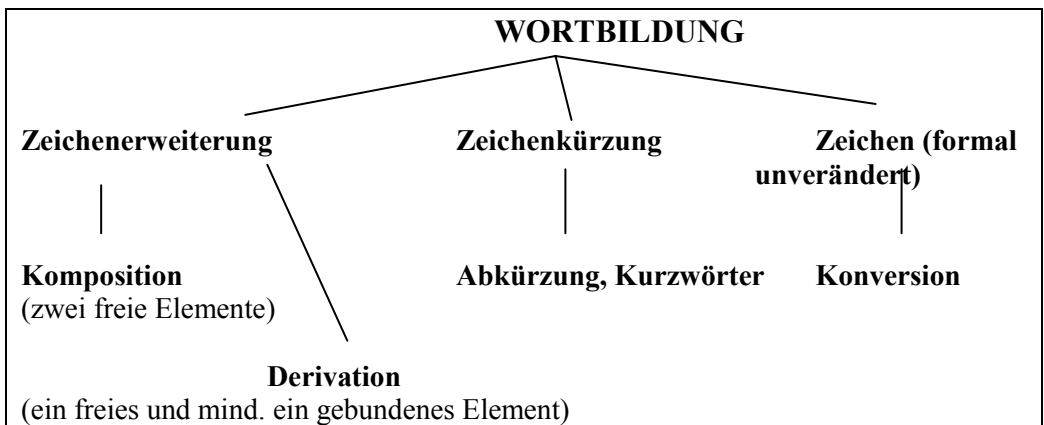 WORTBILDUNG
Zeichenerweiterung Zeichenkürzung Zeichen (formal
unverändert)
Komposition Abkürzung, Kurzwörter Konversion
(zwei freie Elemente)
Derivation
(ein freies und mind. ein gebundenes Element)